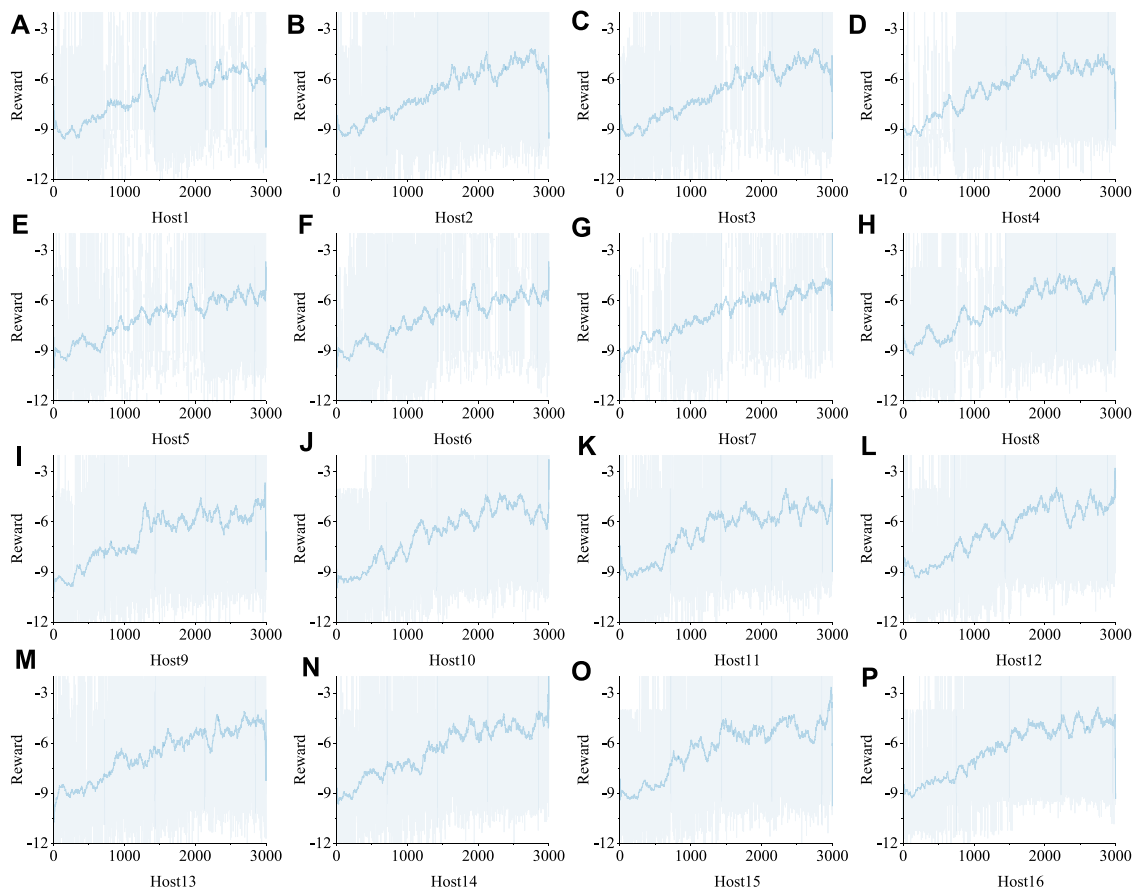 A B C D
-3 -3 -3 -3
Reward Reward Reward Reward
-6 -6 -6 -6
-9 -9 -9 -9
-12 -12 -12 -12
0 1000 2000 3000 0 1000 2000 3000 0 1000 2000 3000 0 1000 2000 3000
Host1 Host2 Host3 Host4
E F G H
-3 -3 -3 -3
Reward Reward Reward Reward
-6 -6 -6 -6
-9 -9 -9 -9
-12 -12 -12 -12
0 1000 2000 3000 0 1000 2000 3000 0 1000 2000 3000 0 1000 2000 3000
Host5 Host6 Host7 Host8
I J K L
-3 -3 -3 -3
Reward Reward Reward Reward
-6 -6 -6 -6
-9 -9 -9 -9
-12 -12 -12 -12
0 1000 2000 3000 0 1000 2000 3000 0 1000 2000 3000 0 1000 2000 3000
Host9 Host10 Host11 Host12
M N O P
-3 -3 -3 -3
Reward Reward Reward Reward
-6 -6 -6 -6
-9 -9 -9 -9
-12 -12 -12 -12
0 1000 2000 3000 0 1000 2000 3000 0 1000 2000 3000 0 1000 2000 3000
Host13 Host14 Host15 Host16